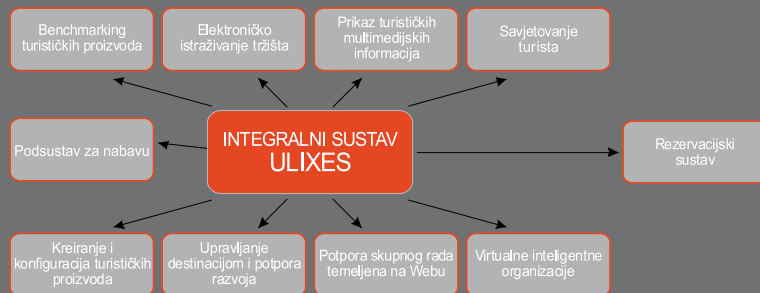 Benchmarking
turističkih proizvoda
Elektroničko
istraživanje tržišta
Prikaz turističkih
multimedijskih
informacija
Savjetovanje
turista
Podsustav za nabavu
INTEGRALNI SUSTAV
ULIXES
Rezervacijski
sustav
Kreiranje i
konfiguracija turističkih
proizvoda
Upravljanje
destinacijom i potpora
razvoja
Potpora skupnog rada
temeljena na Webu
Virtualne inteligentne
organizacije